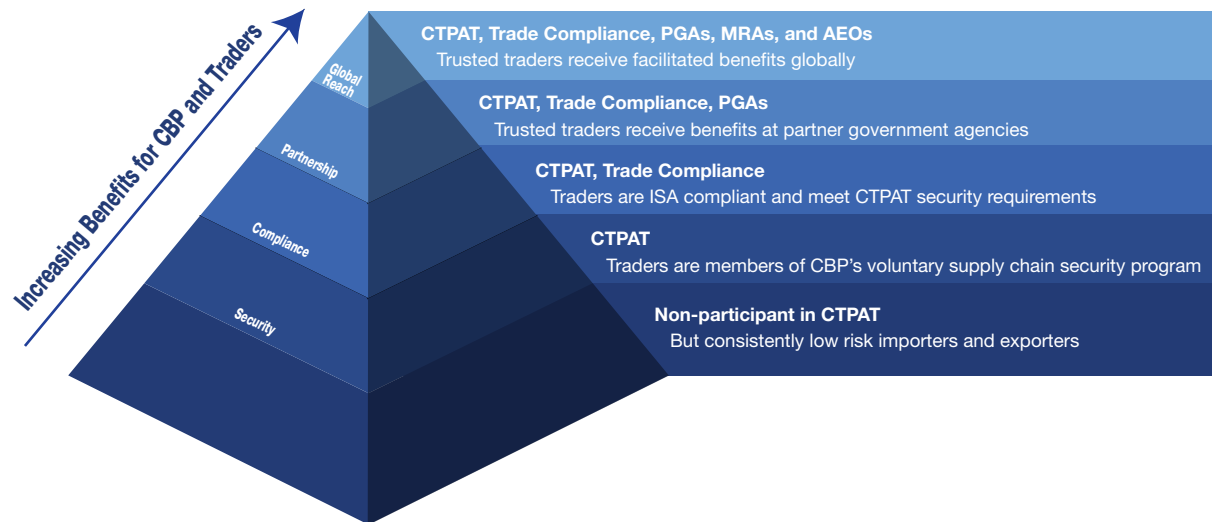 Increasing Benefits for CBP and Traders
Global
Reach
CTPAT, Trade Compliance, PGAs, MRAs, and AEOs
Trusted traders receive facilitated benefits globally
Partnership
CTPAT, Trade Compliance, PGAs
Trusted traders receive benefits at partner government agencies
Compliance
CTPAT, Trade Compliance
Traders are ISA compliant and meet CTPAT security requirements
Security
CTPAT
Traders are members of CBP’s voluntary supply chain security program
Non-participant in CTPAT
But consistently low risk importers and exporters